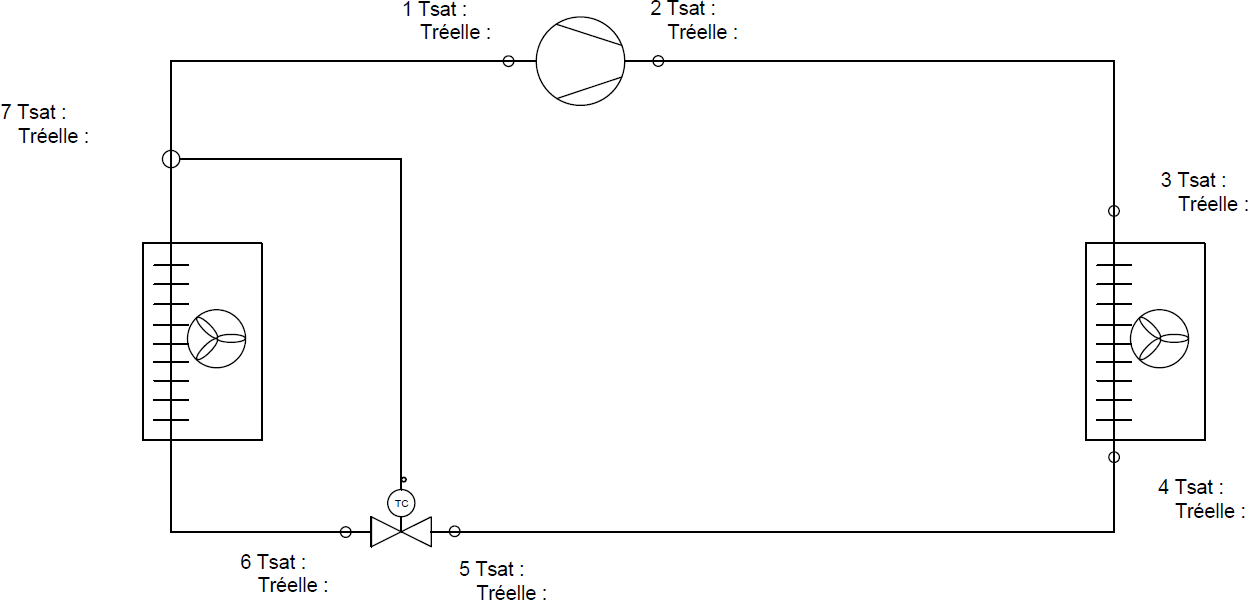 1 Tsat :
Tréelle :
2 Tsat :
Tréelle :
7 Tsat :
Tréelle :
3 Tsat :
Tréelle :
TC
4 Tsat :
Tréelle :
6 Tsat :
Tréelle :
5 Tsat :
Tréelle :